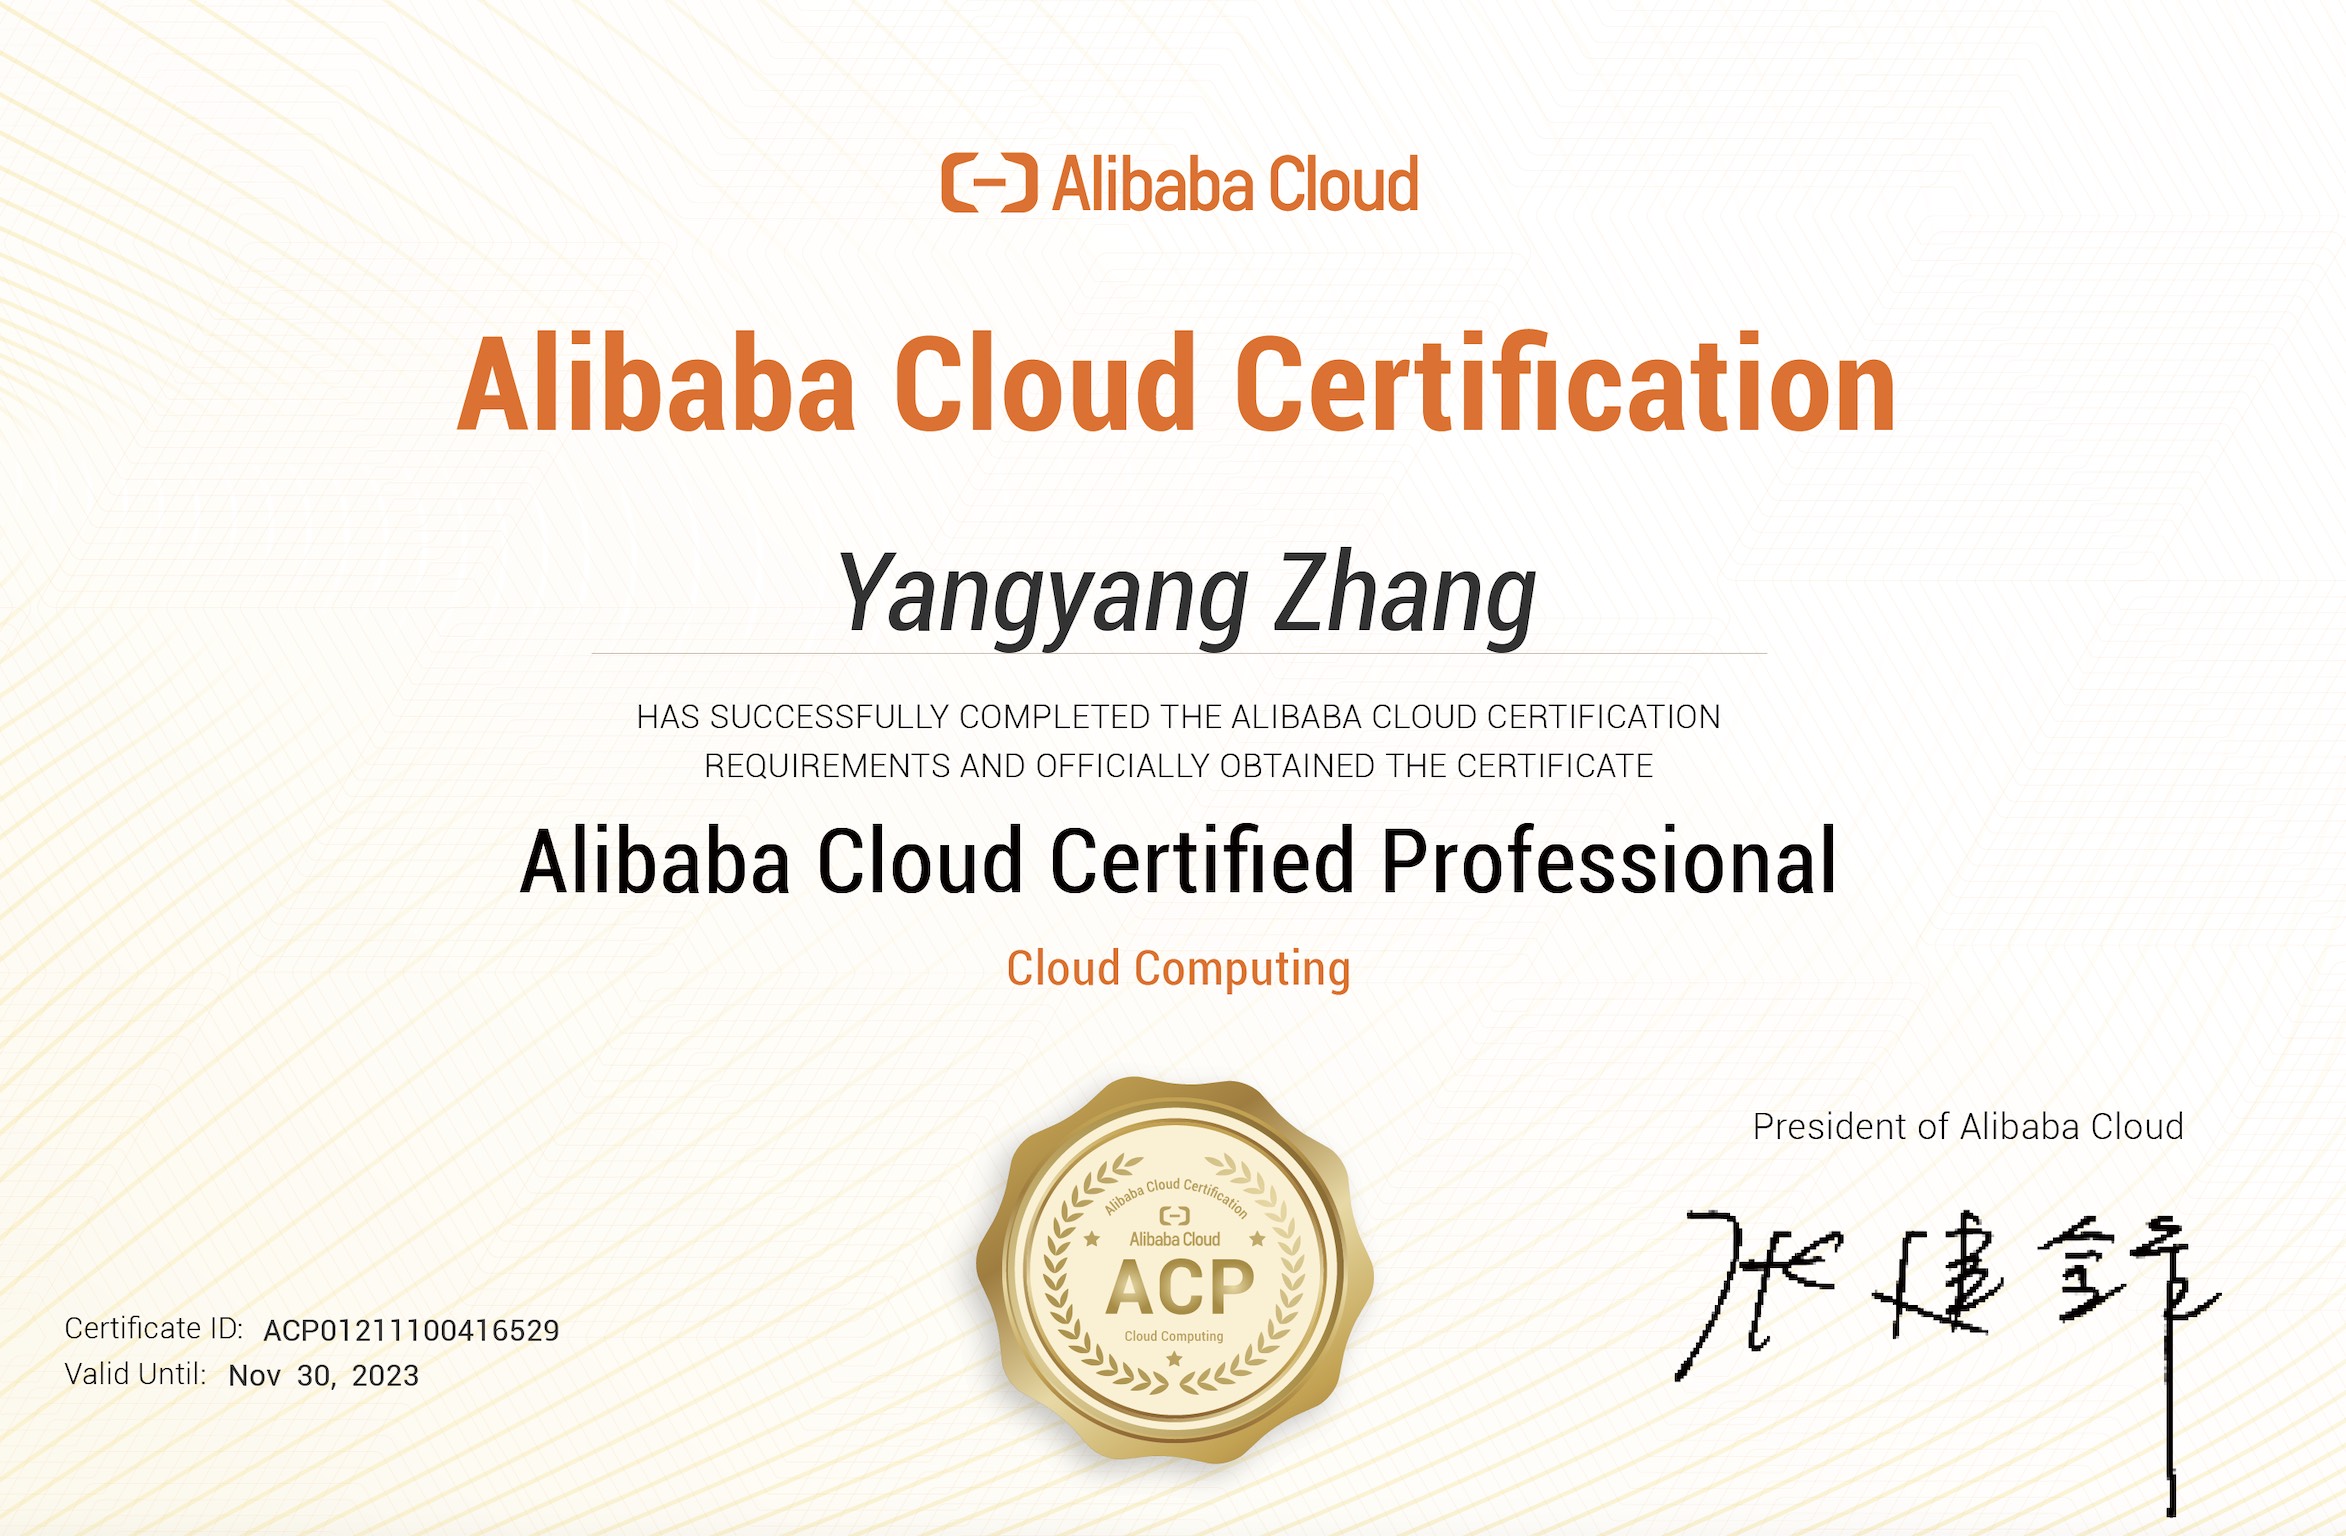 Alibaba Cloud
Alibaba Cloud Certification
Yangyang Zhang
HAS SUCCESSFULLY COMPLETED THE ALIBABA CLOUD CERTIFICATION
REQUIREMENTS AND OFFICIALLY OBTAINED THE CERTIFICATE
Alibaba Cloud Certified Professional
Cloud Computing
Alibaba Cloud Certification
Alibaba Cloud
ACP
Cloud Computing
President of Alibaba Cloud
张建锋
Certificate ID: ACP01211100416529
Valid Until: Nov 30, 2023